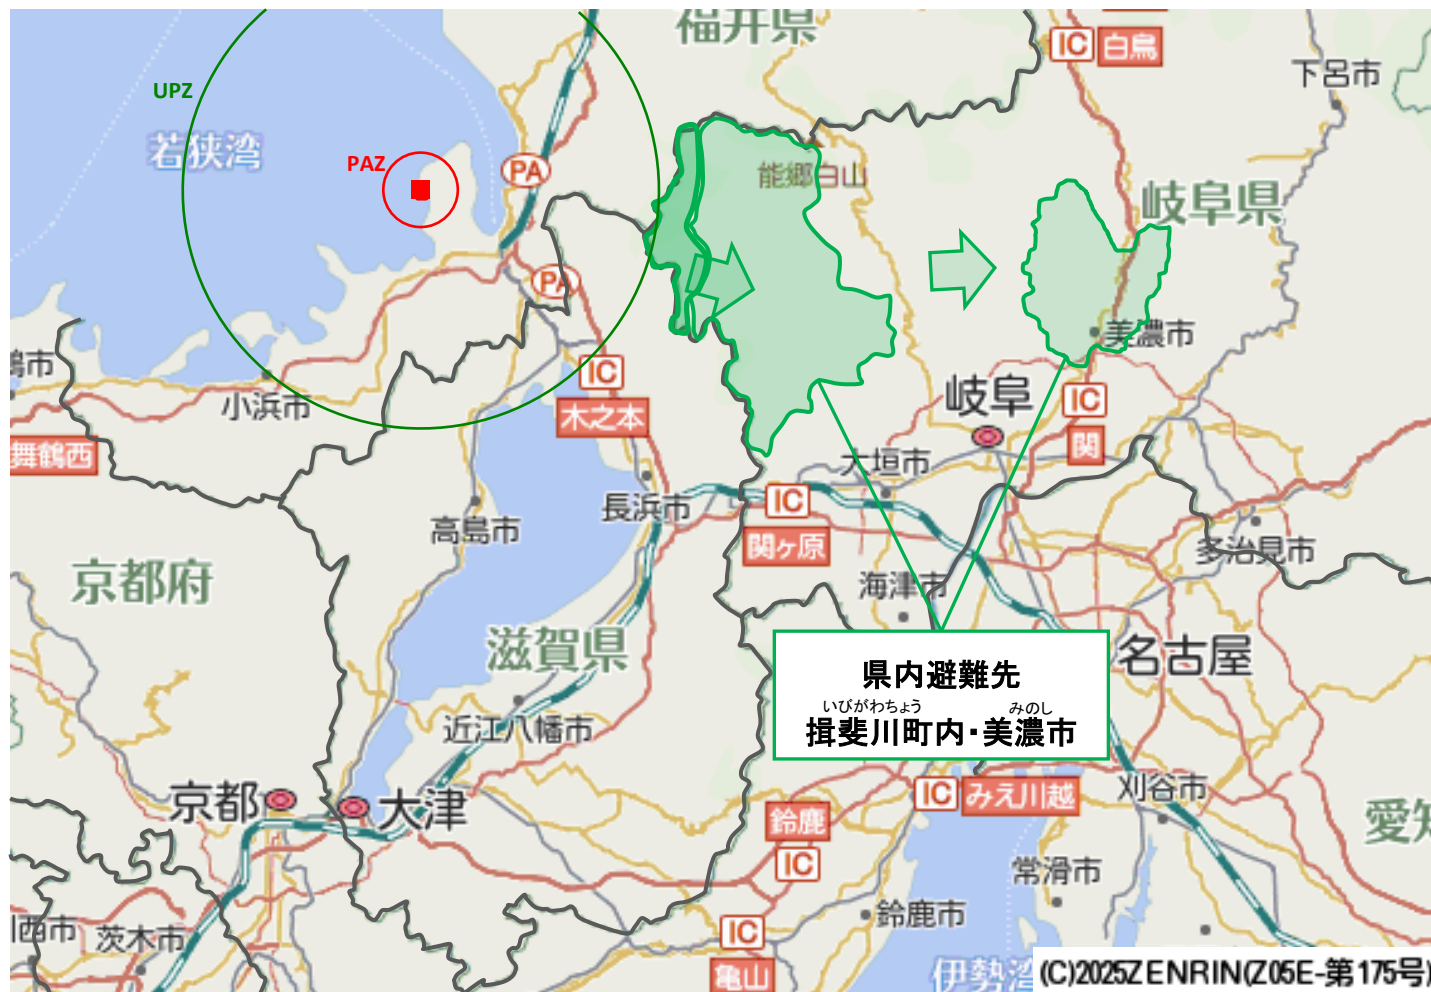 福井県
IC 白鳥
下呂市
UPZ
若狭湾
PAZ
PA
能郷白山
岐阜県
PA
美濃市
IC
木之本
小浜市
岐阜
IC
関
舞鶴西
大垣市
長浜市
IC
関ヶ原
高島市
多治見市
京都府
海津市
滋賀県
名古屋
県内避難先
いびがわちょう みのし
揖斐川町内・美濃市
近江八幡市
京都
大津
IC みえ川越
刈谷市
鈴鹿
IC
愛知
常滑市
鈴鹿市
茨木市
IC
亀山
伊勢湾
(C)2025ZENRIN(Z05E-第175号)